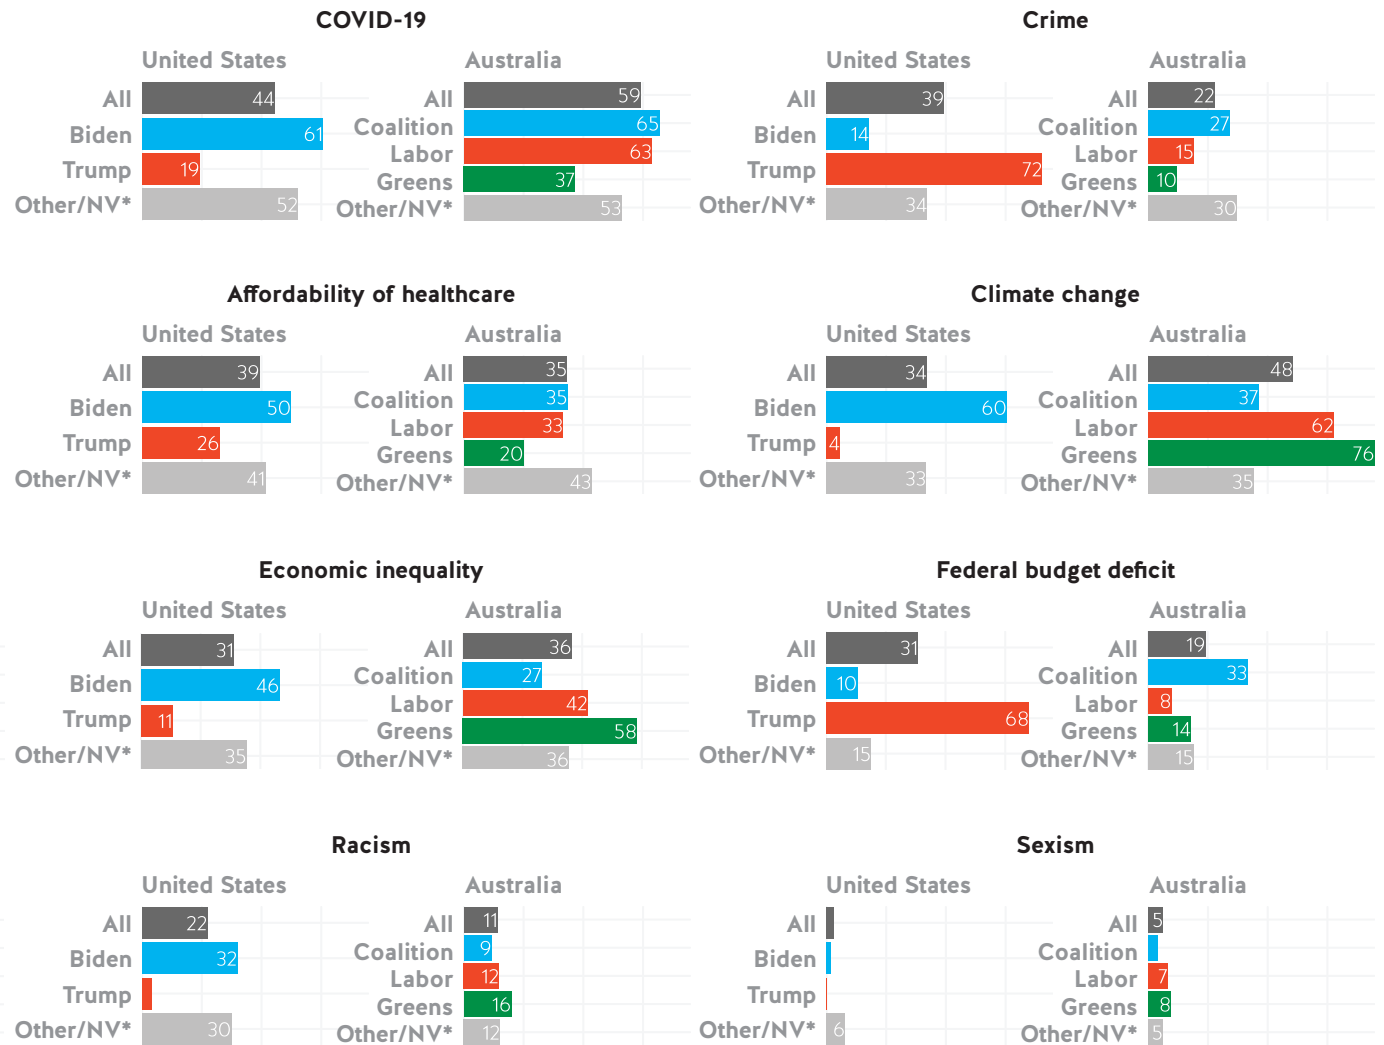 COVID-19
United States
All 44
Biden 61
Trump 19
Other/NV* 52
Australia
All 59
Coalition 65
Labor 63
Greens 37
Other/NV* 53
Crime
United States
All 39
Biden 14
Trump 72
Other/NV* 34
Australia
All 22
Coalition 27
Labor 15
Greens 10
Other/NV* 30
Affordability of healthcare
United States
All 39
Biden 50
Trump 26
Other/NV* 41
Australia
All 35
Coalition 35
Labor 33
Greens 20
Other/NV* 43
Climate change
United States
All 34
Biden 60
Trump 4
Other/NV* 33
Australia
All 48
Coalition 37
Labor 62
Greens 76
Other/NV* 35
Economic inequality
United States
All 31
Biden 46
Trump 11
Other/NV* 35
Australia
All 36
Coalition 27
Labor 42
Greens 58
Other/NV* 36
Federal budget deficit
United States
All 31
Biden 10
Trump 68
Other/NV* 15
Australia
All 19
Coalition 33
Labor 8
Greens 14
Other/NV* 15
Racism
United States
All 22
Biden 32
Trump
Other/NV* 30
Australia
All 11
Coalition 9
Labor 12
Greens 16
Other/NV* 12
Sexism
United States
All
Biden
Trump
Other/NV* 6
Australia
All 5
Coalition
Labor 7
Greens 8
Other/NV* 5